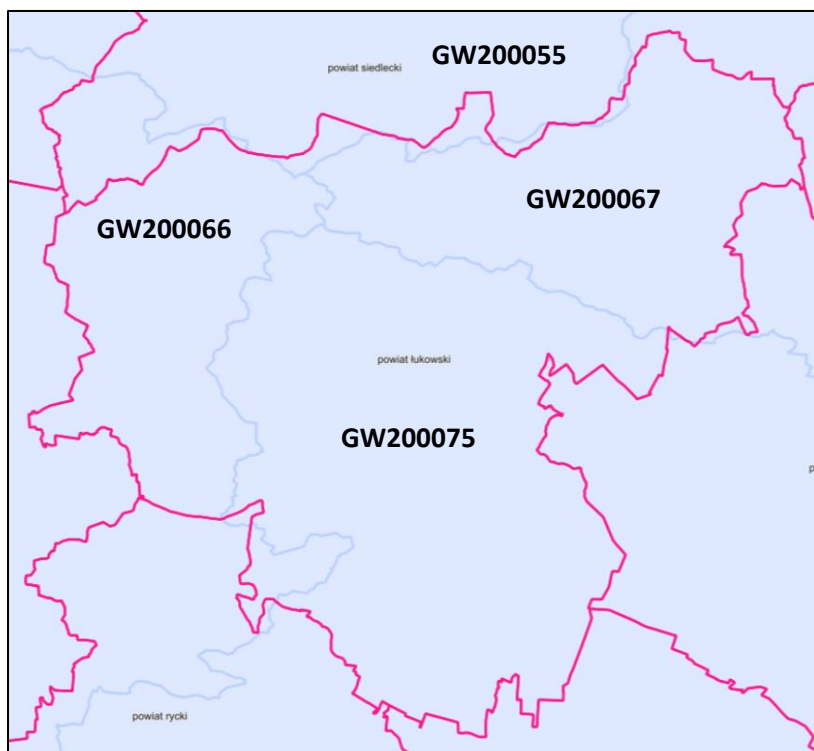 powiat siedlecki
GW200055
GW200067
GW200066
powiat łukowski
GW200075
p
powiat rycki